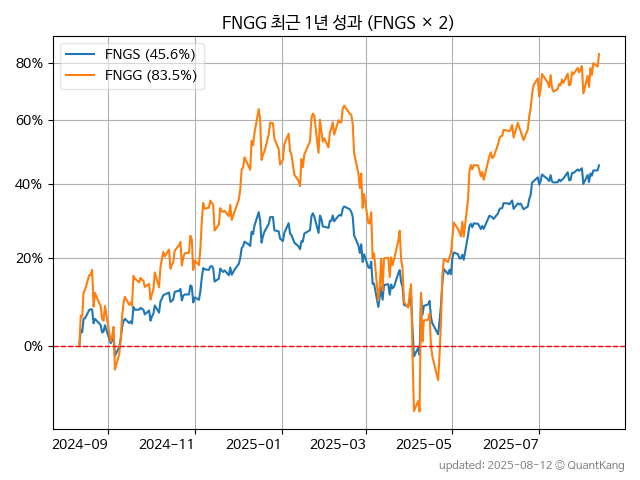 FNGG 최근 1년 성과 (FNGS × 2)
FNGS (45.6%)
FNGG (83.5%)
80%
60%
40%
20%
0%
2024-09 2024-11 2025-01 2025-03 2025-05 2025-07
updated: 2025-08-12 © QuantKang